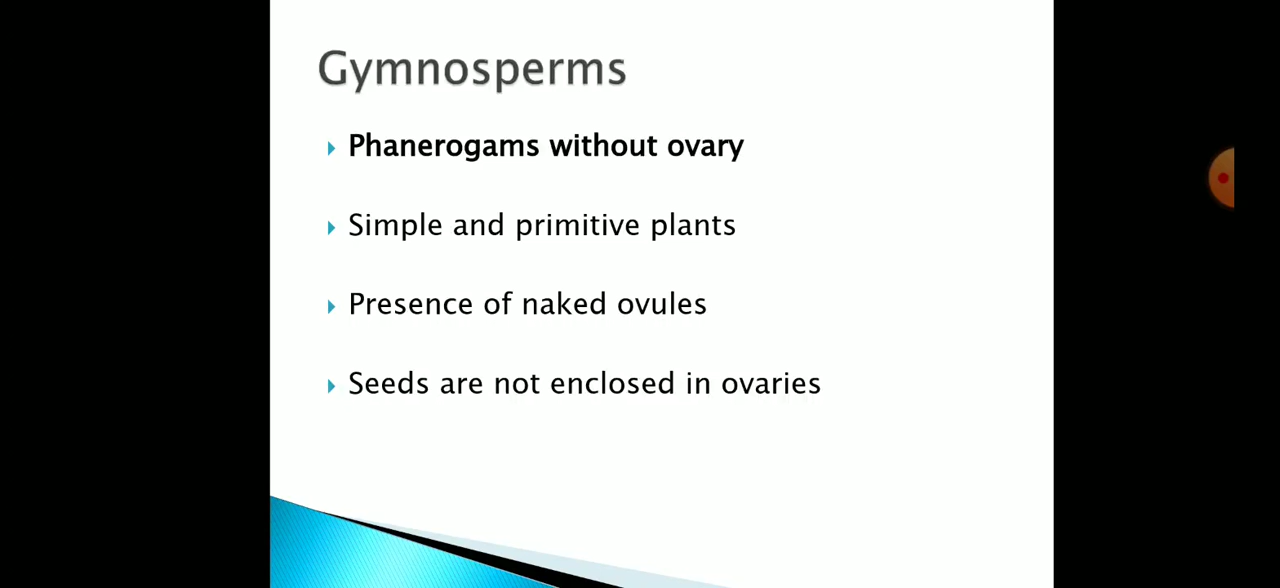 Gymnosperms
Phanerogams without ovary
Simple and primitive plants
Presence of naked ovules
Seeds are not enclosed in ovaries